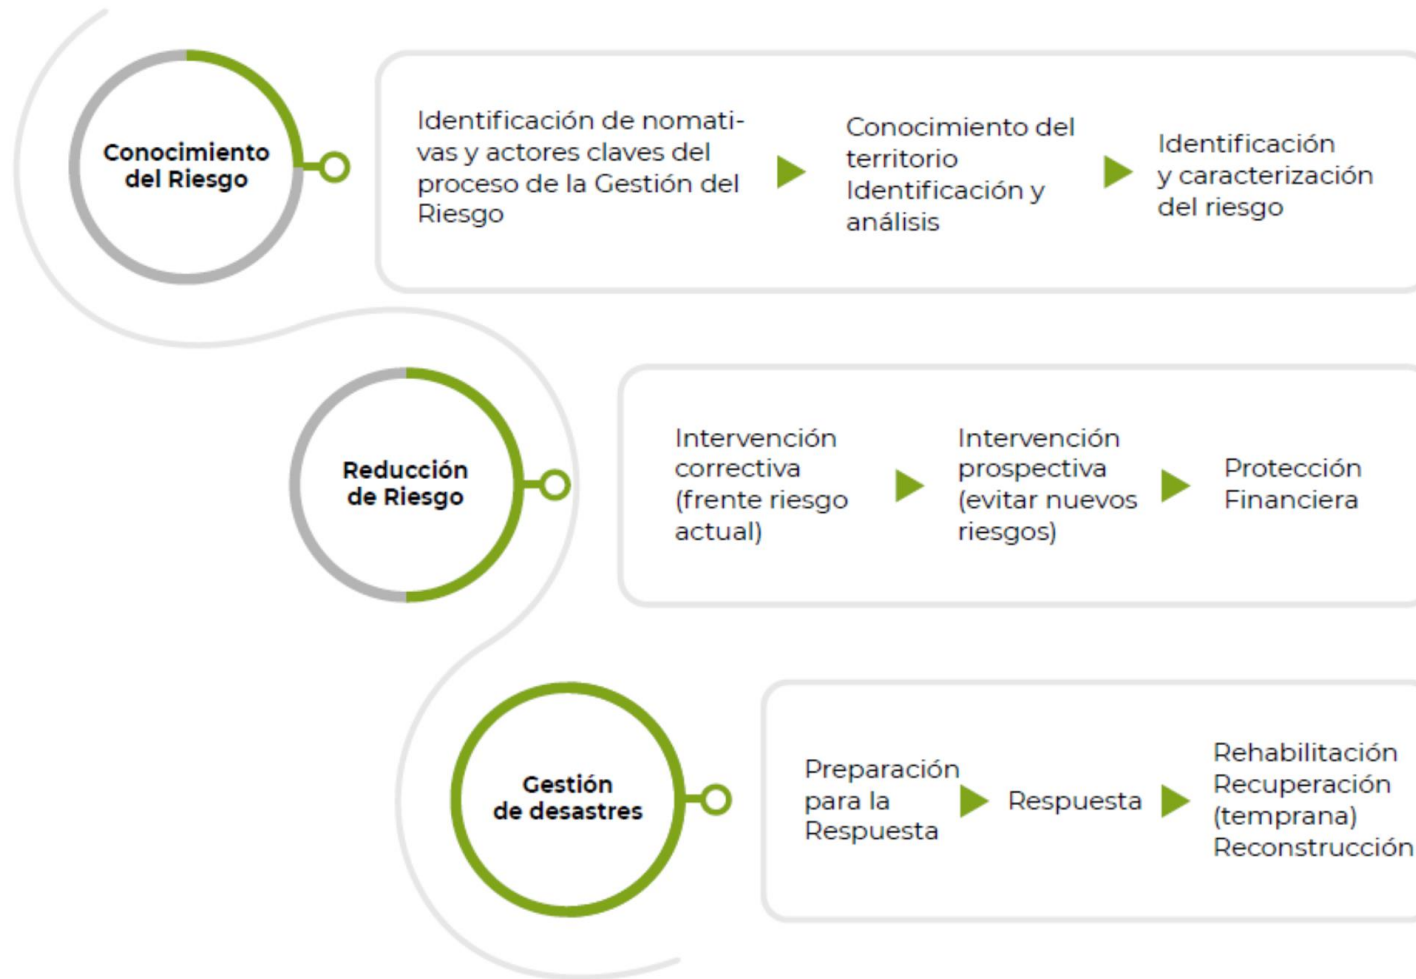 Conocimiento
del Riesgo
Identificación de nomati-
vas y actores claves del
proceso de la Gestión del
Riesgo
Conocimiento del
territorio
Identificación y
análisis
Identificación
y caracterización
del riesgo
Reducción
de Riesgo
Intervención
correctiva
(frente riesgo
actual)
Intervención
prospectiva
(evitar nuevos
riesgos)
Protección
Financiera
Gestión
de desastres
Preparación
para la
Respuesta
Respuesta
Rehabilitación
Recuperación
(temprana)
Reconstrucción